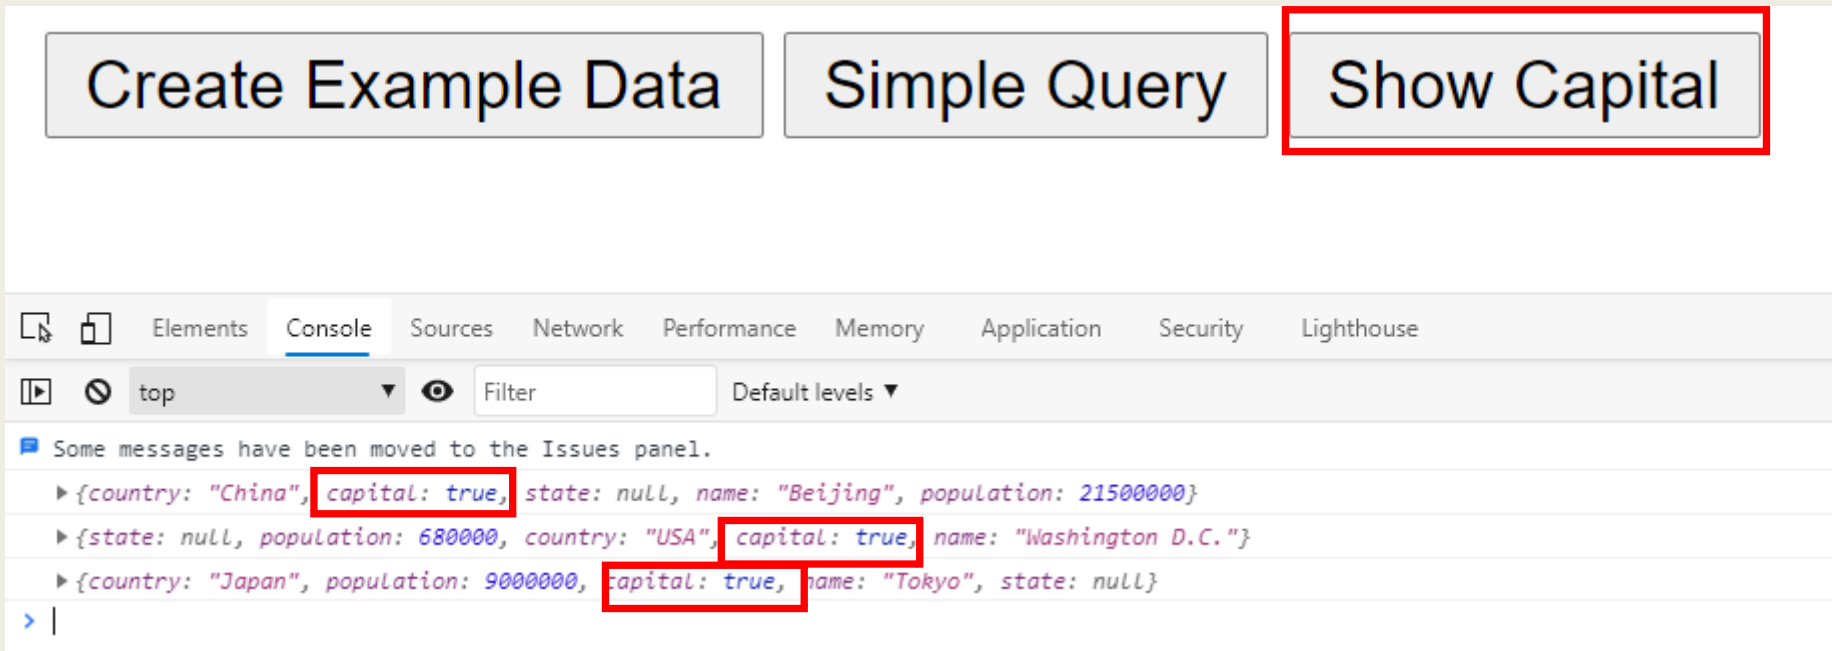 Create Example Data Simple Query Show Capital
Elements Console Sources Network Performance Memory Application Security Lighthouse
top Filter Default levels
Some messages have been moved to the Issues panel.
{country: "China", capital: true, state: null, name: "Beijing", population: 21500000}
{state: null, population: 680000, country: "USA", capital: true, name: "Washington D.C."}
{country: "Japan", population: 9000000, capital: true, name: "Tokyo", state: null}